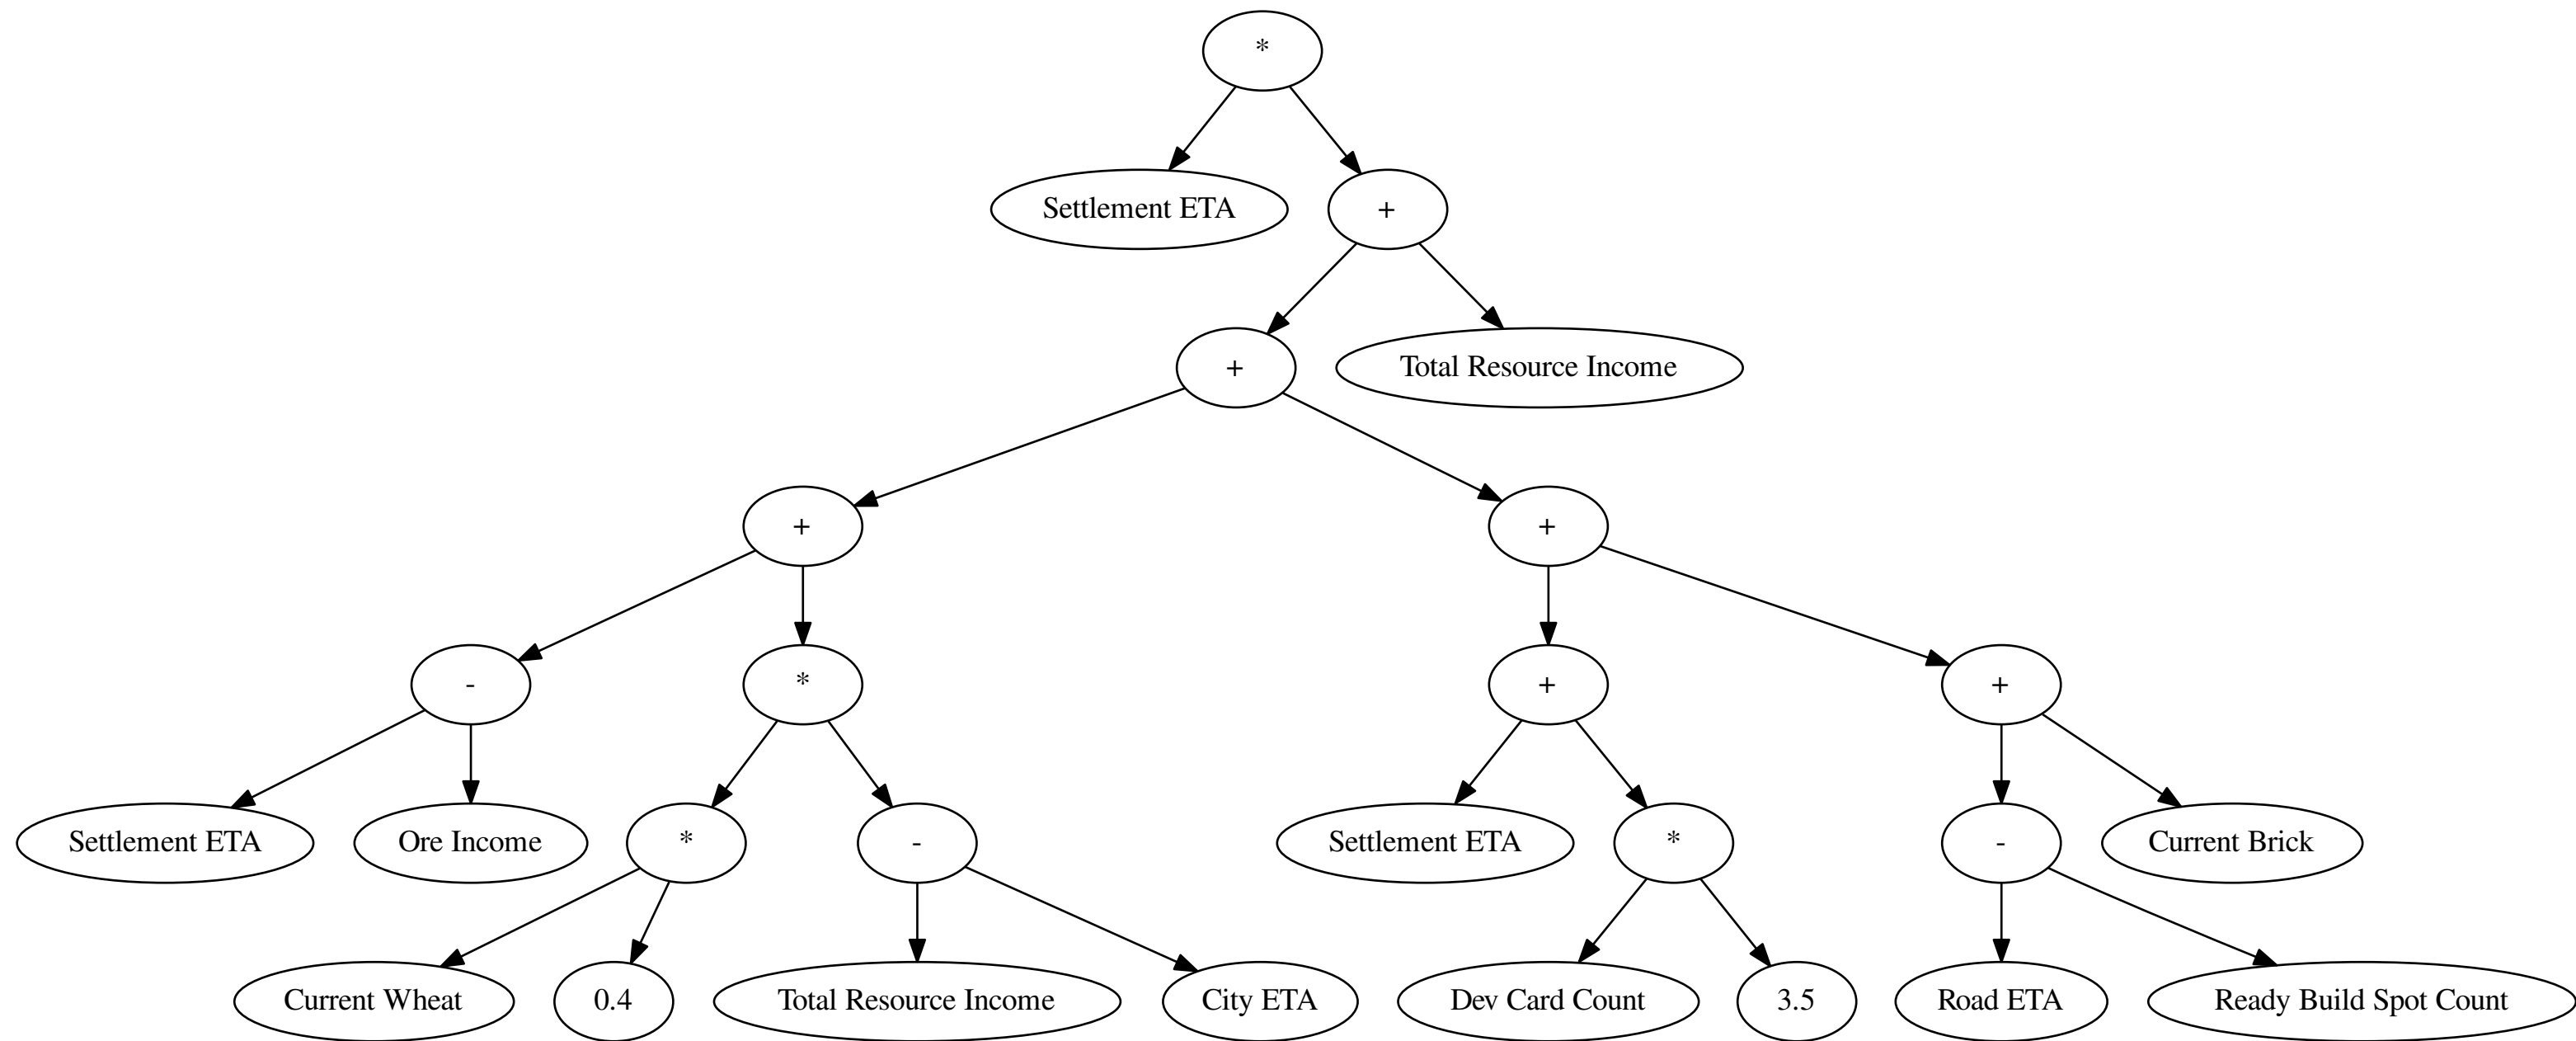 *
Settlement ETA
+
+
Total Resource Income
+
+
-
*
+
+
Settlement ETA
Ore Income
*
-
Settlement ETA
*
-
Current Brick
Current Wheat
0.4
Total Resource Income
City ETA
Dev Card Count
3.5
Road ETA
Ready Build Spot Count